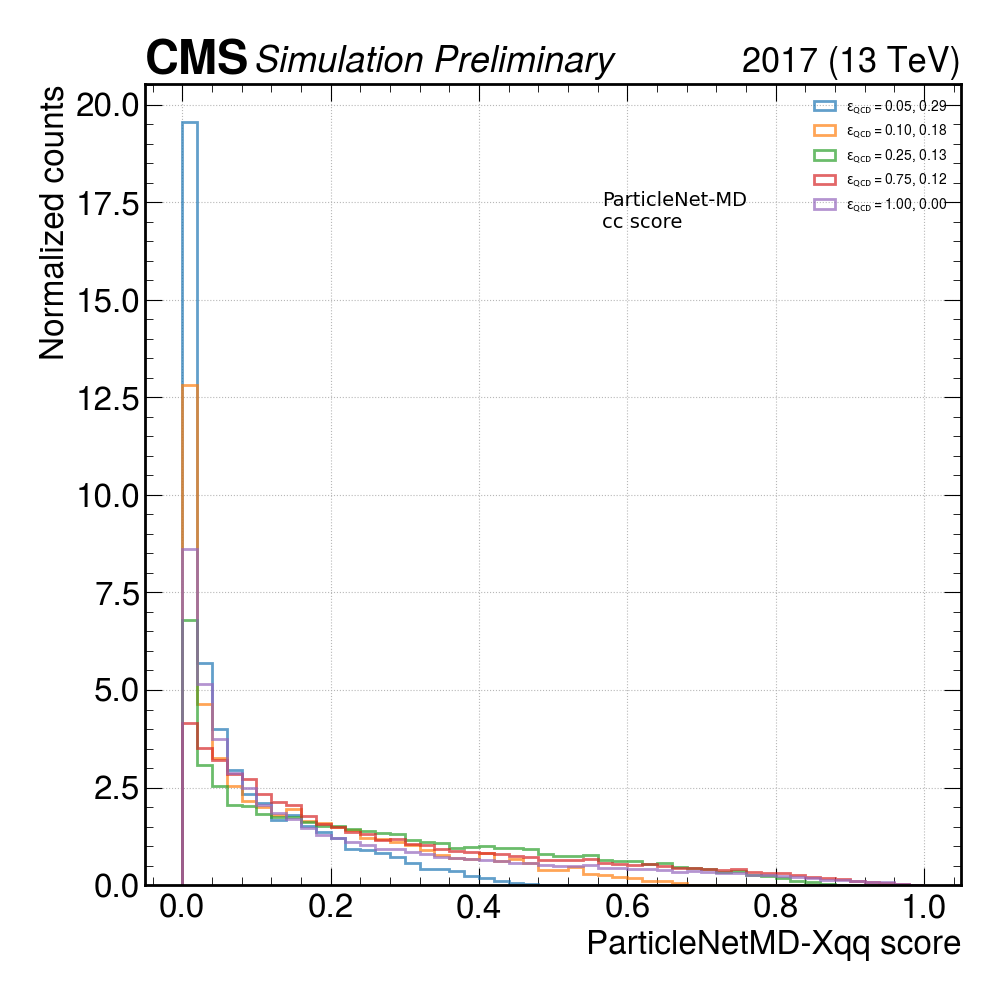 CMS Simulation Preliminary 2017 (13 TeV)
Normalized counts
20.0
17.5
15.0
12.5
10.0
7.5
5.0
2.5
0.0
ε_QCD = 0.05, 0.29
ε_QCD = 0.10, 0.18
ε_QCD = 0.25, 0.13
ε_QCD = 0.75, 0.12
ε_QCD = 1.00, 0.00
ParticleNet-MD
cc score
0.0 0.2 0.4 0.6 0.8 1.0
ParticleNetMD-Xqq score